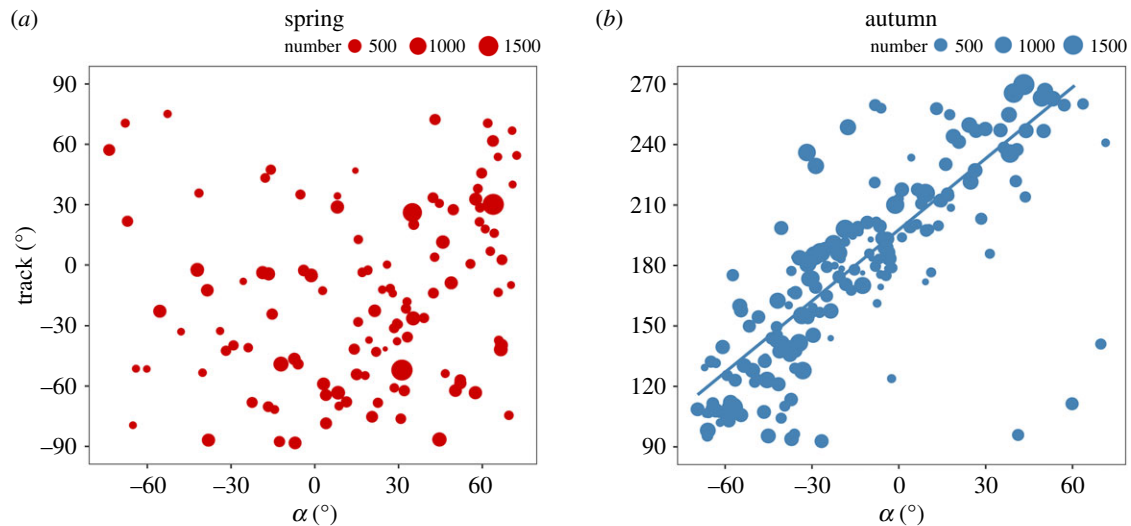 (a) spring
number 500 1000 1500
90
60
30
0
–30
–60
–90
track (°)
–60 –30 0 30 60
α (°)
(b) autumn
number 500 1000 1500
270
240
210
180
150
120
90
–60 –30 0 30 60
α (°)